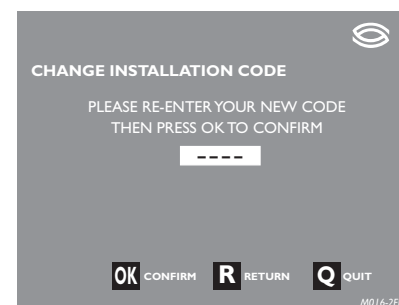 CHANGE INSTALLATION CODE
PLEASE RE-ENTER YOUR NEW CODE
THEN PRESS OK TO CONFIRM
----
OK CONFIRM R RETURN Q QUIT
M016-2E